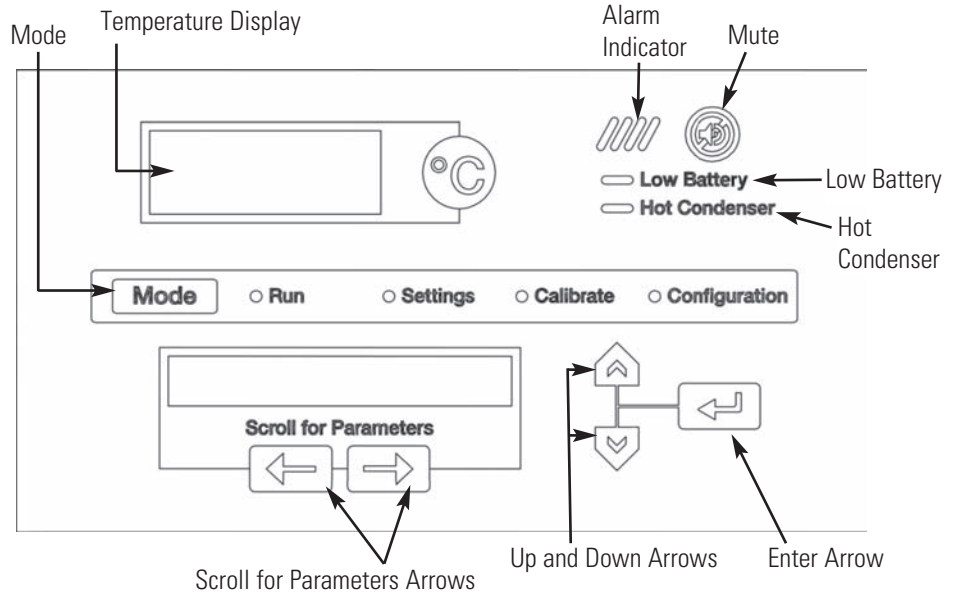 Mode
Temperature Display
Alarm
Indicator
Mute
°C
Low Battery
Low Battery
Hot Condenser
Hot
Condenser
Mode
Run
Settings
Calibrate
Configuration
Scroll for Parameters
Scroll for Parameters Arrows
Up and Down Arrows
Enter Arrow